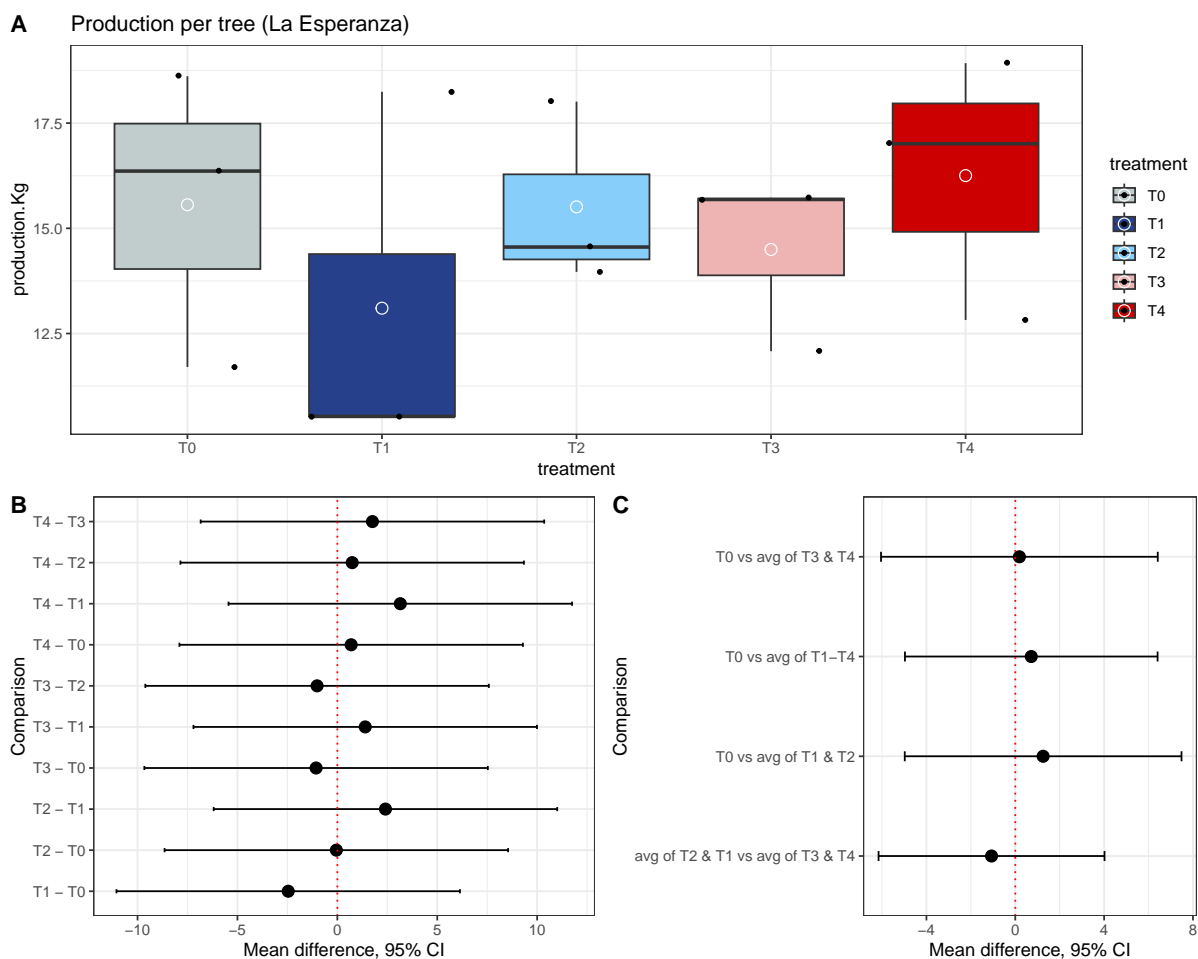 A Production per tree (La Esperanza)
production.Kg
17.5
15.0
12.5
T0 T1 T2 T3 T4
treatment
treatment
T0
T1
T2
T3
T4
B
Comparison
T4 − T3
T4 − T2
T4 − T1
T4 − T0
T3 − T2
T3 − T1
T3 − T0
T2 − T1
T2 − T0
T1 − T0
−10 −5 0 5 10
Mean difference, 95% CI
C
Comparison
T0 vs avg of T3 & T4
T0 vs avg of T1−T4
T0 vs avg of T1 & T2
avg of T2 & T1 vs avg of T3 & T4
−4 0 4 8
Mean difference, 95% CI